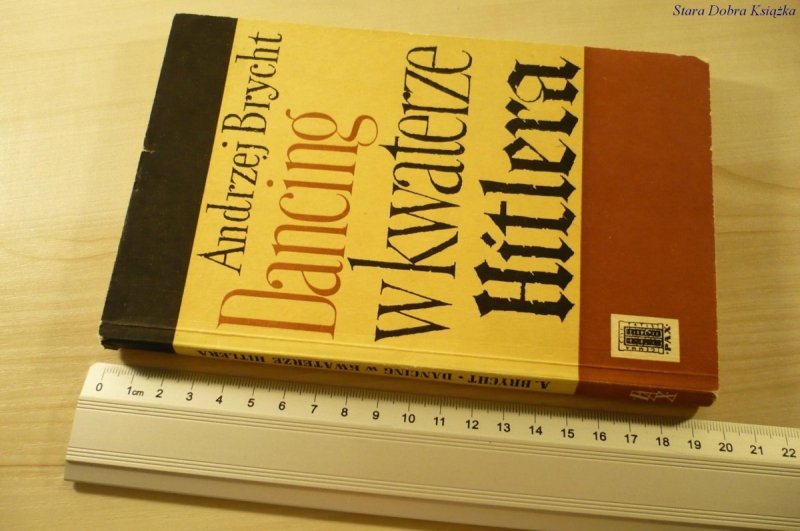 Stara Dobra Książka
Andrzej Brycht
Dancing
w kwaterze
Hitlera
PAX
A. BRYCHT • DANCING W KWATERZE HITLERA
0 1cm 2 3 4 5 6 7 8 9 10 11 12 13 14 15 16 17 18 19 20 21 22